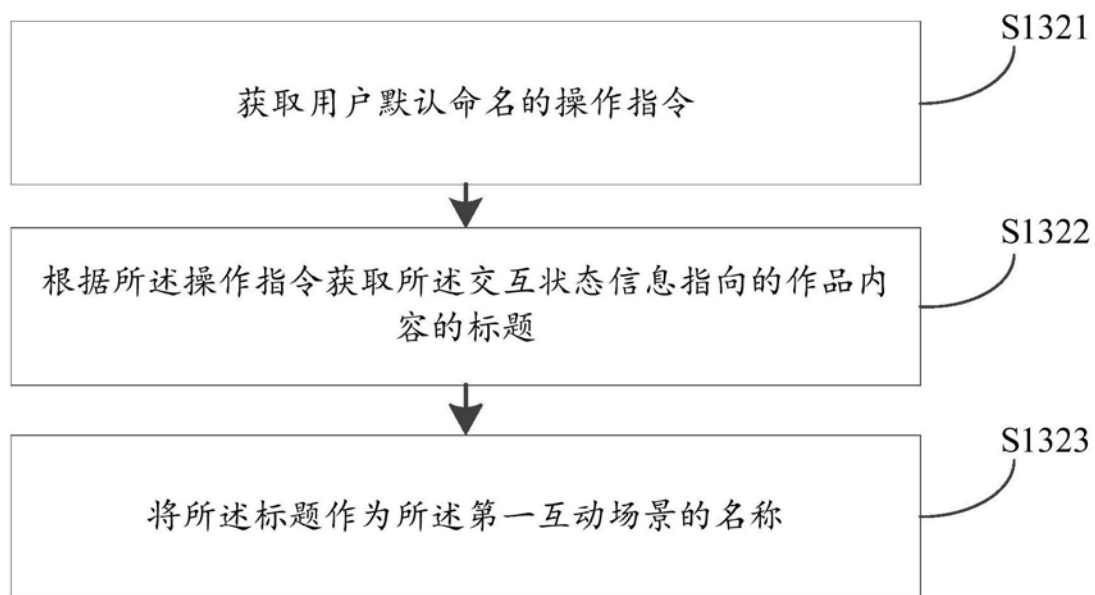 S1321
获取用户默认命名的操作指令
S1322
根据所述操作指令获取所述交互状态信息指向的作品内
容的标题
S1323
将所述标题作为所述第一互动场景的名称